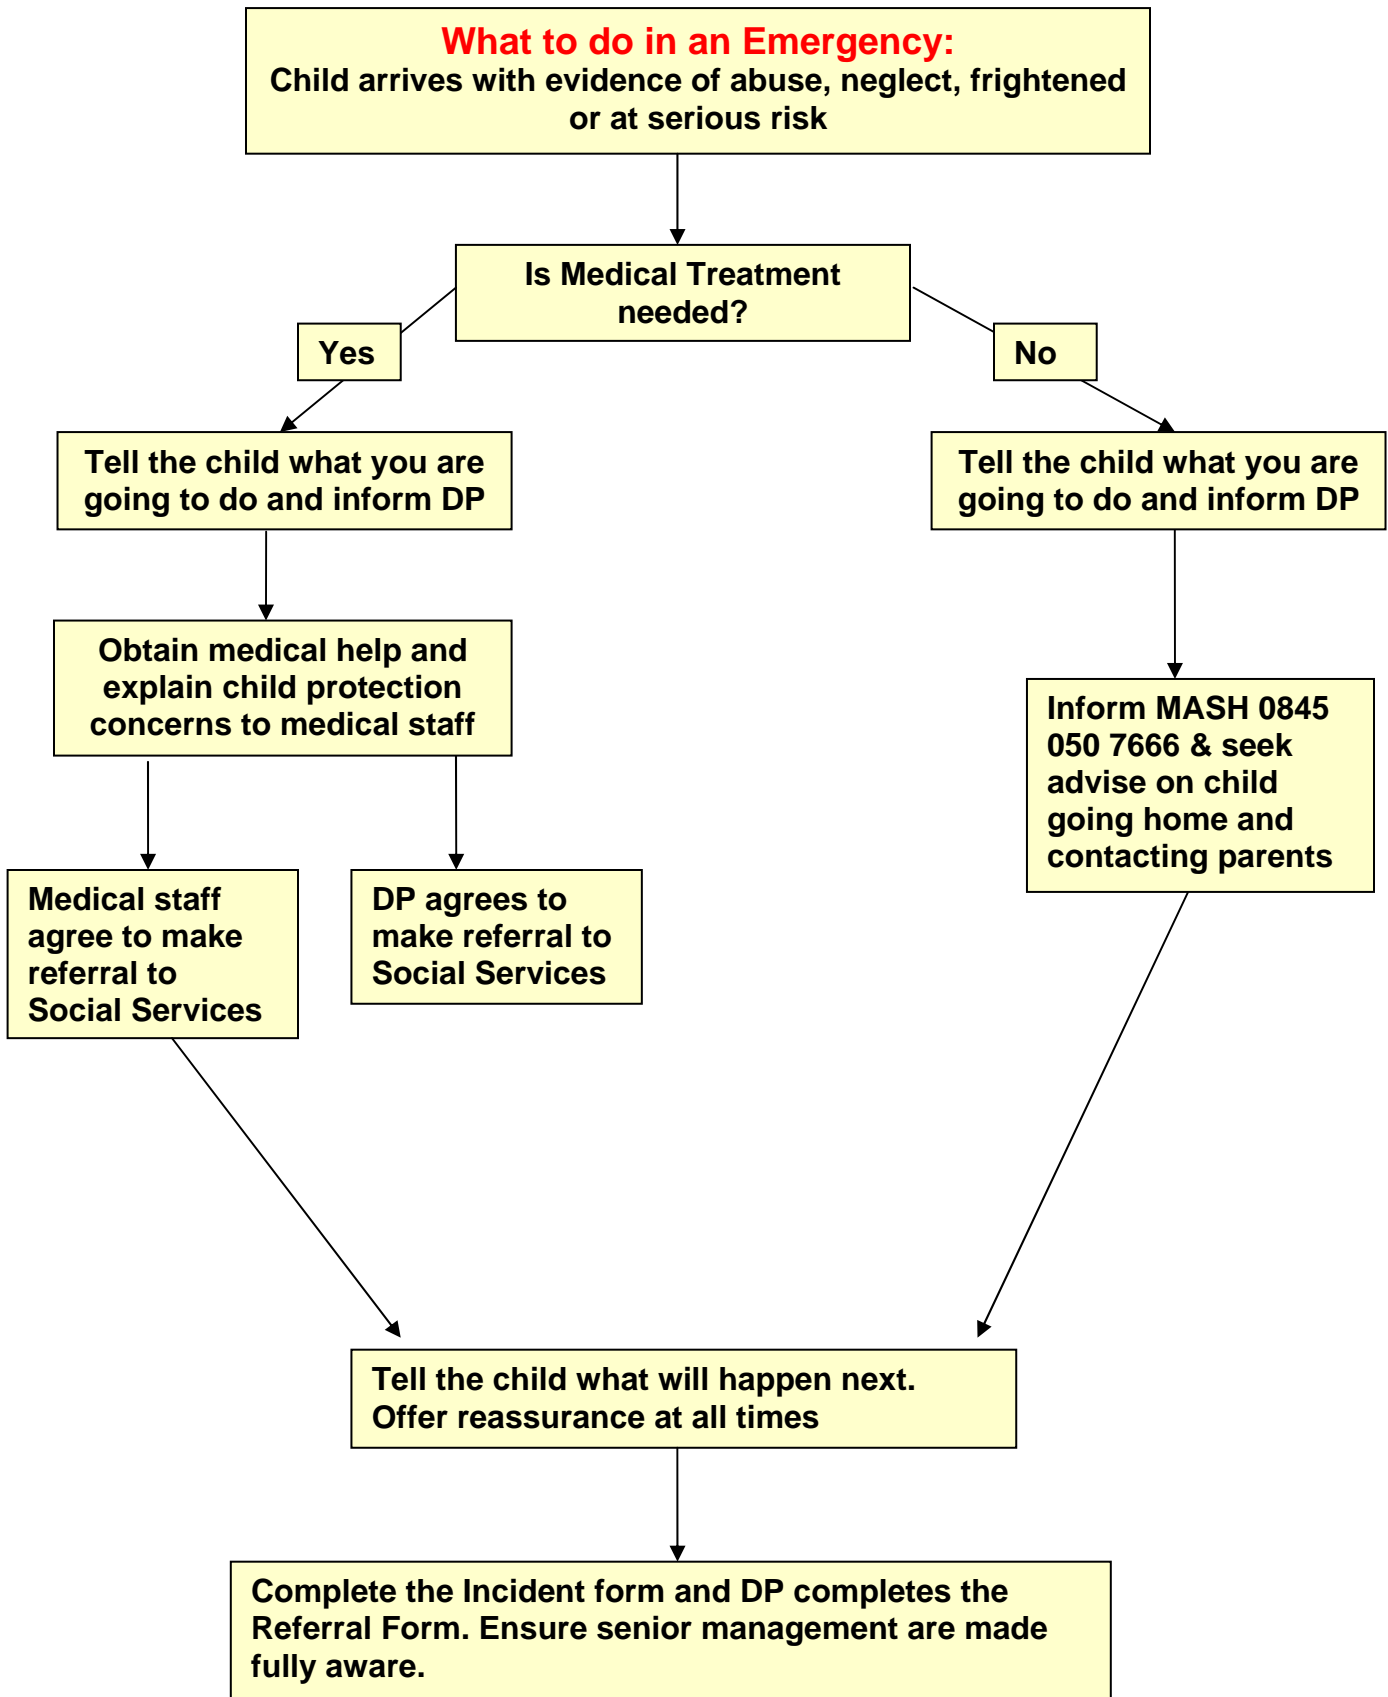 What to do in an Emergency:
Child arrives with evidence of abuse, neglect, frightened
or at serious risk
Is Medical Treatment
needed?
Yes
No
Tell the child what you are
going to do and inform DP
Tell the child what you are
going to do and inform DP
Obtain medical help and
explain child protection
concerns to medical staff
Inform MASH 0845
050 7666 & seek
advise on child
going home and
contacting parents
Medical staff
agree to make
referral to
Social Services
DP agrees to
make referral to
Social Services
Tell the child what will happen next.
Offer reassurance at all times
Complete the Incident form and DP completes the
Referral Form. Ensure senior management are made
fully aware.